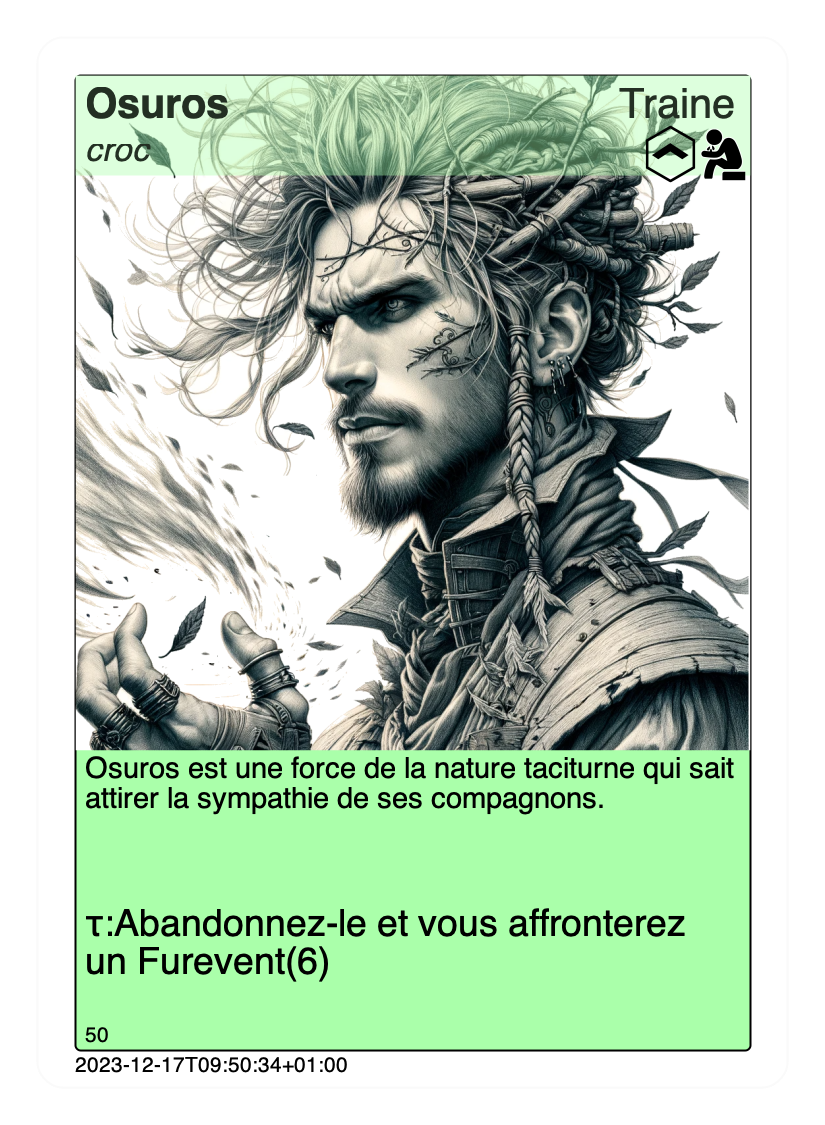 Osuros
Traine
croc
Osuros est une force de la nature taciturne qui sait
attirer la sympathie de ses compagnons.
τ:Abandonnez-le et vous affronterez
un Furevent(6)
50
2023-12-17T09:50:34+01:00